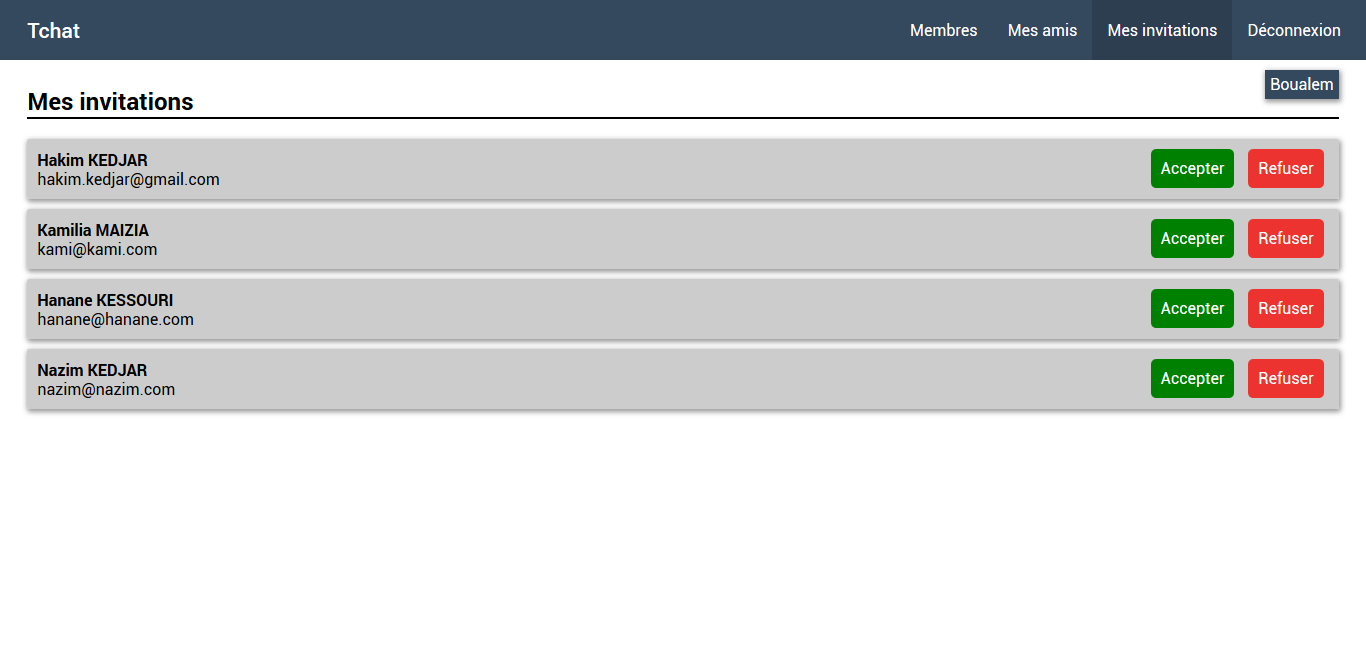 Tchat
Membres
Mes amis
Mes invitations
Déconnexion
Boualem
Mes invitations
Hakim KEDJAR
hakim.kedjar@gmail.com
Accepter
Refuser
Kamilia MAIZIA
kami@kami.com
Accepter
Refuser
Hanane KESSOURI
hanane@hanane.com
Accepter
Refuser
Nazim KEDJAR
nazim@nazim.com
Accepter
Refuser